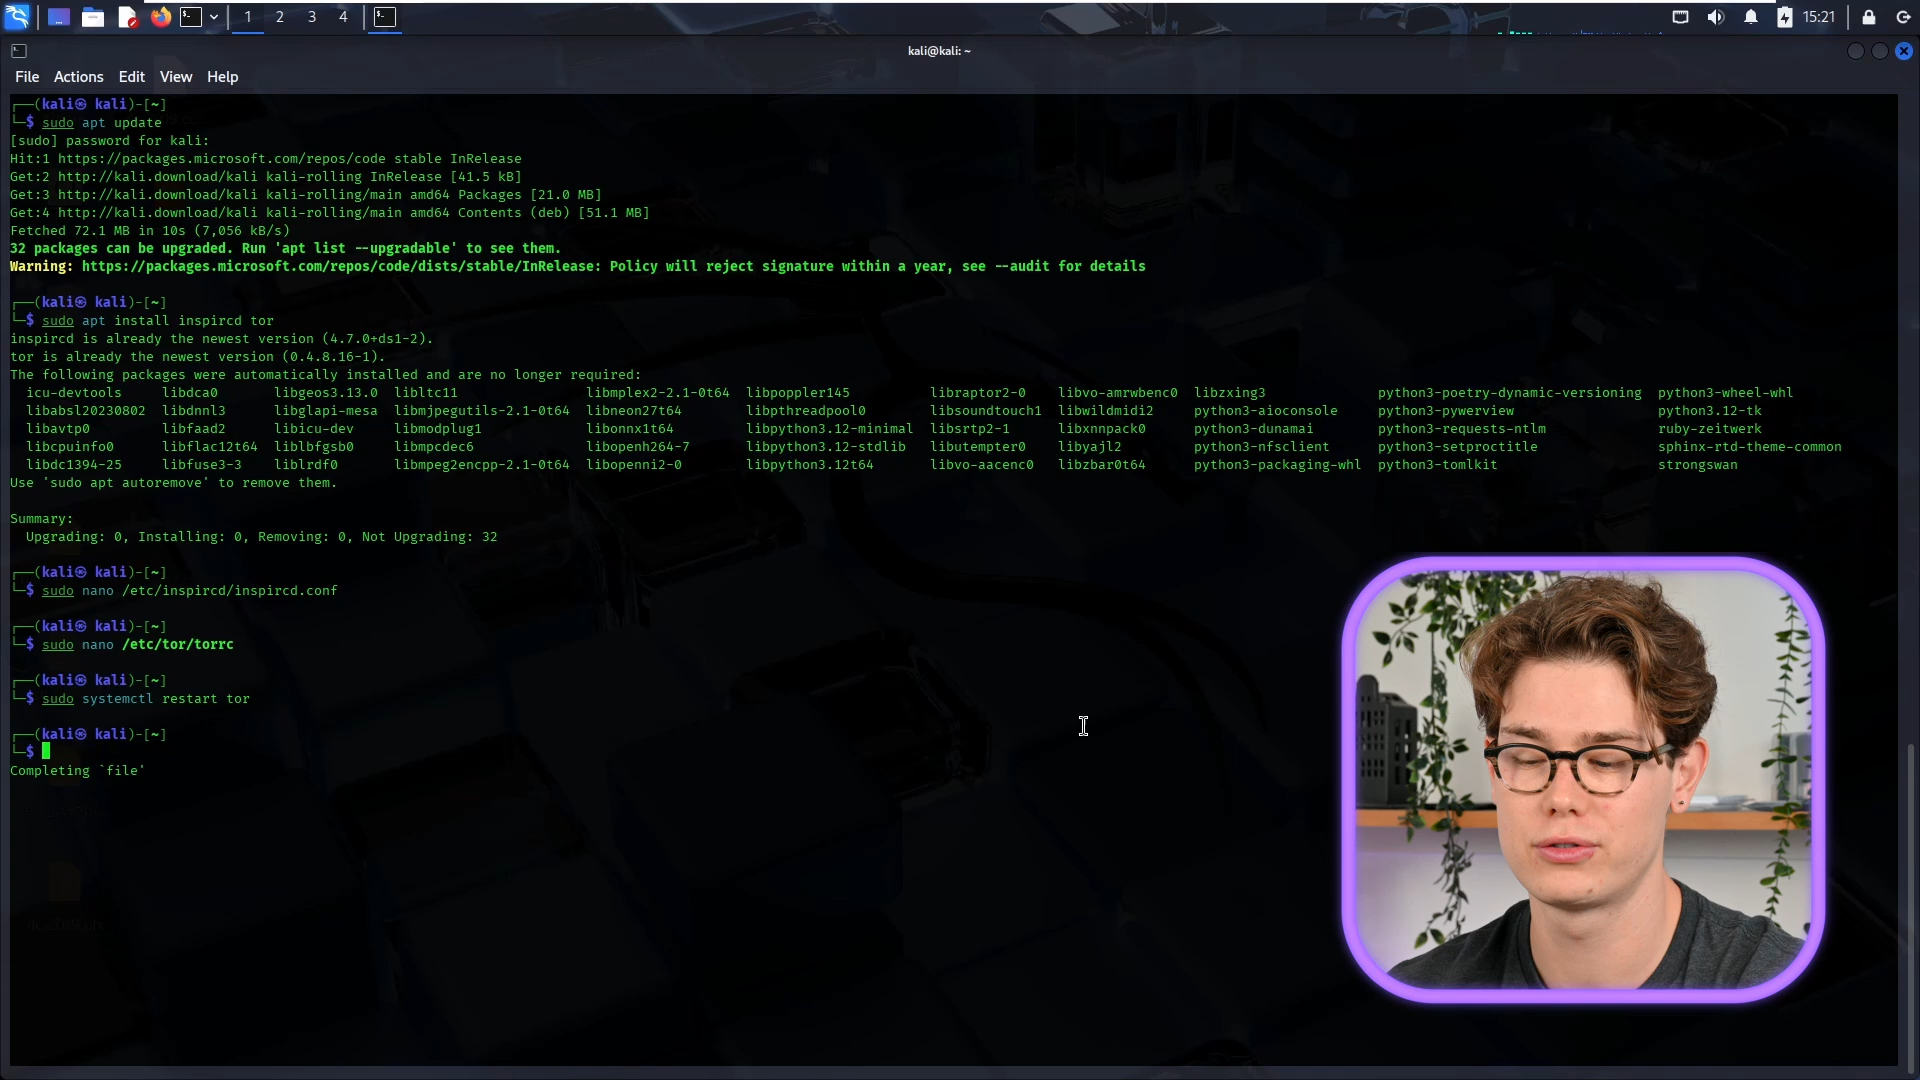 1 2 3 4 15:21
kali@kali: ~
File Actions Edit View Help
┌──(kali㉿ kali)-[~]
└─$ sudo apt update
[sudo] password for kali:
Hit:1 https://packages.microsoft.com/repos/code stable InRelease
Get:2 http://kali.download/kali kali-rolling InRelease [41.5 kB]
Get:3 http://kali.download/kali kali-rolling/main amd64 Packages [21.0 MB]
Get:4 http://kali.download/kali kali-rolling/main amd64 Contents (deb) [51.1 MB]
Fetched 72.1 MB in 10s (7,056 kB/s)
32 packages can be upgraded. Run 'apt list --upgradable' to see them.
Warning: https://packages.microsoft.com/repos/code/dists/stable/InRelease: Policy will reject signature within a year, see --audit for details
┌──(kali㉿ kali)-[~]
└─$ sudo apt install inspircd tor
inspircd is already the newest version (4.7.0+ds1-2).
tor is already the newest version (0.4.8.16-1).
The following packages were automatically installed and are no longer required:
icu-devtools libdca0 libgeos3.13.0 libltc11 libmplex2-2.1-0t64 libpoppler145 libraptor2-0 libvo-amrwbenc0 libzxing3 python3-poetry-dynamic-versioning python3-wheel-whl
libabsl20230802 libdnnl3 libglapi-mesa libmjpegutils-2.1-0t64 libneon27t64 libpthreadpool0 libsoundtouch1 libwildmidi2 python3-aioconsole python3-pywerview python3.12-tk
libavtp0 libfaad2 libicu-dev libmodplug1 libonnx1t64 libpython3.12-minimal libsrtp2-1 libxnnpack0 python3-dunamai python3-requests-ntlm ruby-zeitwerk
libcpuinfo0 libflac12t64 liblbfgsb0 libmpcdec6 libopenh264-7 libpython3.12-stdlib libutempter0 libyajl2 python3-nfsclient python3-setproctitle sphinx-rtd-theme-common
libdc1394-25 libfuse3-3 liblrdf0 libmpeg2encpp-2.1-0t64 libopenni2-0 libpython3.12t64 libvo-aacenc0 libzbar0t64 python3-packaging-whl python3-tomlkit strongswan
Use 'sudo apt autoremove' to remove them.
Summary:
Upgrading: 0, Installing: 0, Removing: 0, Not Upgrading: 32
┌──(kali㉿ kali)-[~]
└─$ sudo nano /etc/inspircd/inspircd.conf
┌──(kali㉿ kali)-[~]
└─$ sudo nano /etc/tor/torrc
┌──(kali㉿ kali)-[~]
└─$ sudo systemctl restart tor
┌──(kali㉿ kali)-[~]
└─$
Completing `file'